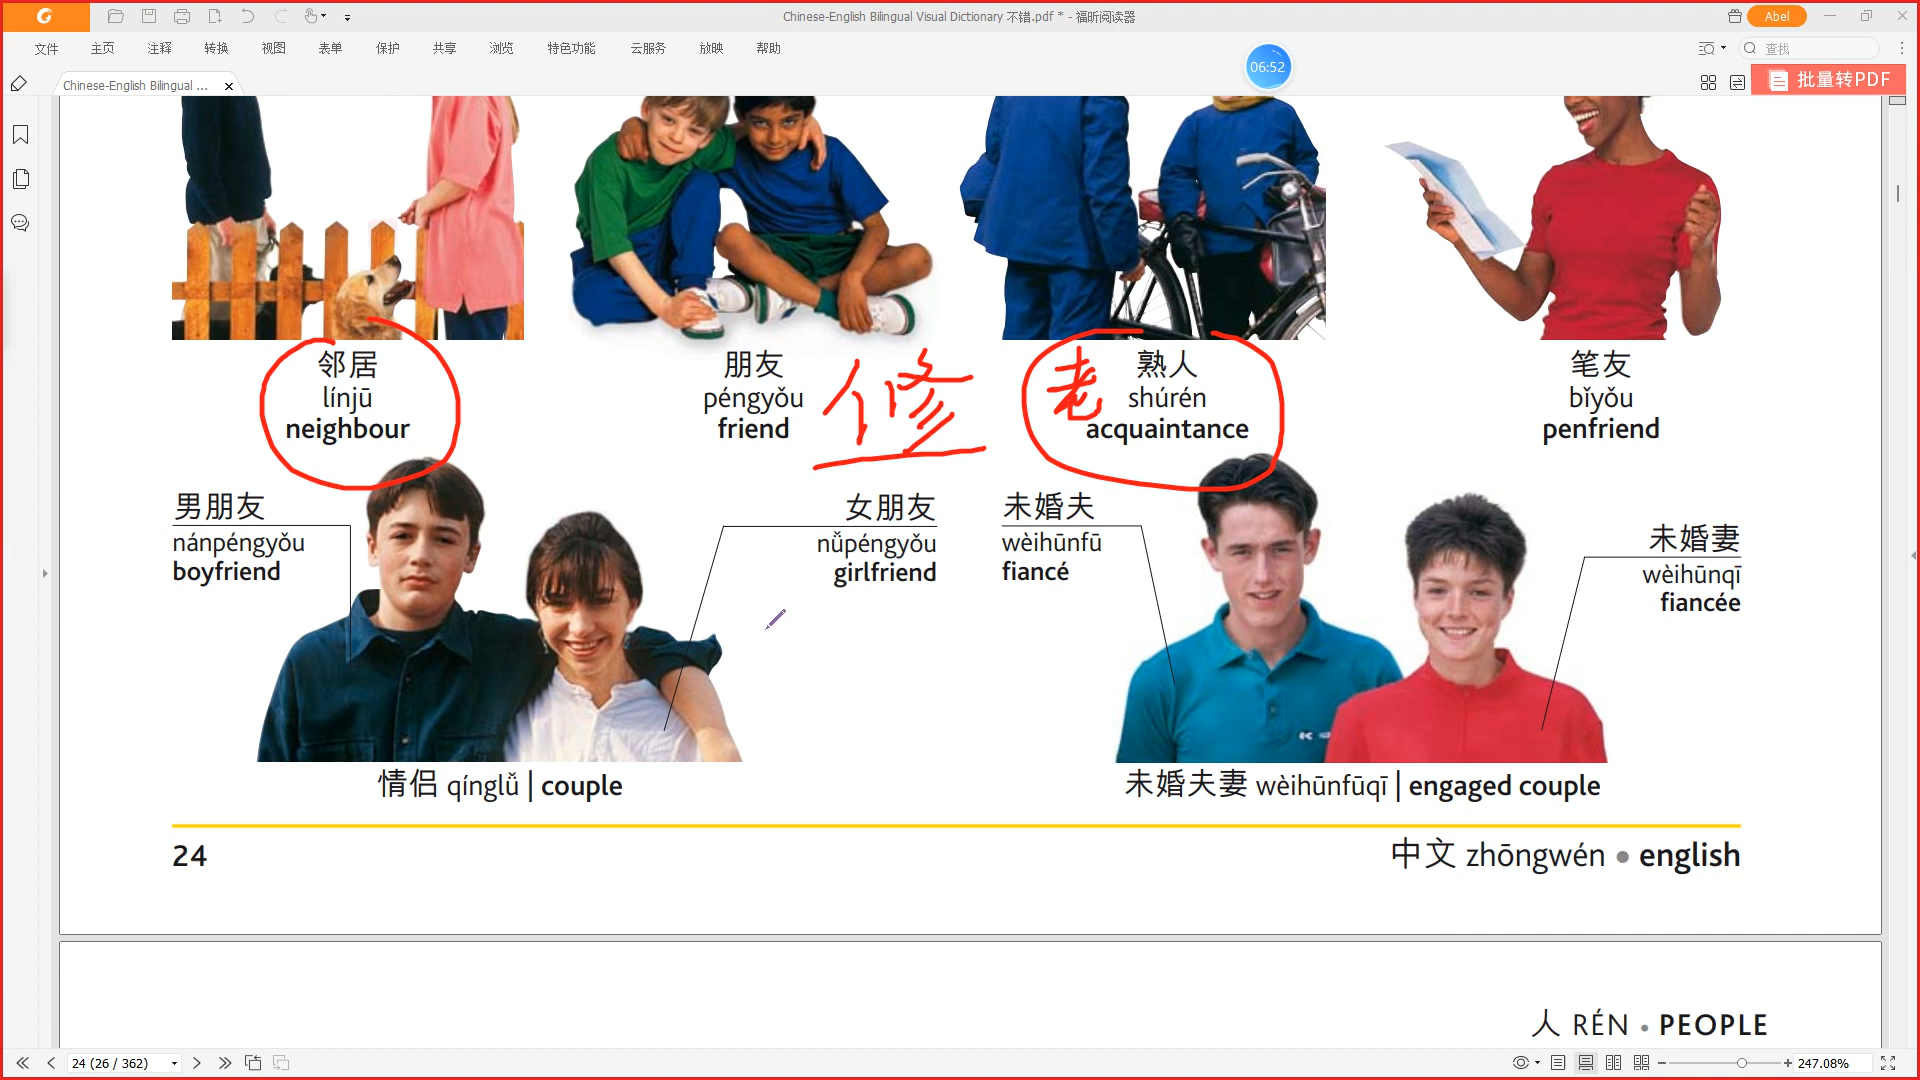 Chinese-English Bilingual Visual Dictionary 不错.pdf * - 福昕阅读器
Abel
文件 主页 注释 转换 视图 表单 保护 共享 浏览 特色功能 云服务 放映 帮助
查找
06:52
Chinese-English Bilingual ...
批量转PDF
邻居
línjū
neighbour
朋友
péngyǒu
friend
修
老
熟人
shúrén
acquaintance
笔友
bǐyǒu
penfriend
男朋友
nánpéngyǒu
boyfriend
女朋友
nǚpéngyǒu
girlfriend
未婚夫
wèihūnfū
fiancé
未婚妻
wèihūnqī
fiancée
情侣 qínglǚ | couple
未婚夫妻 wèihūnfūqī | engaged couple
24
中文 zhōngwén • english
人 RÉN • PEOPLE
24 (26 / 362)
247.08%